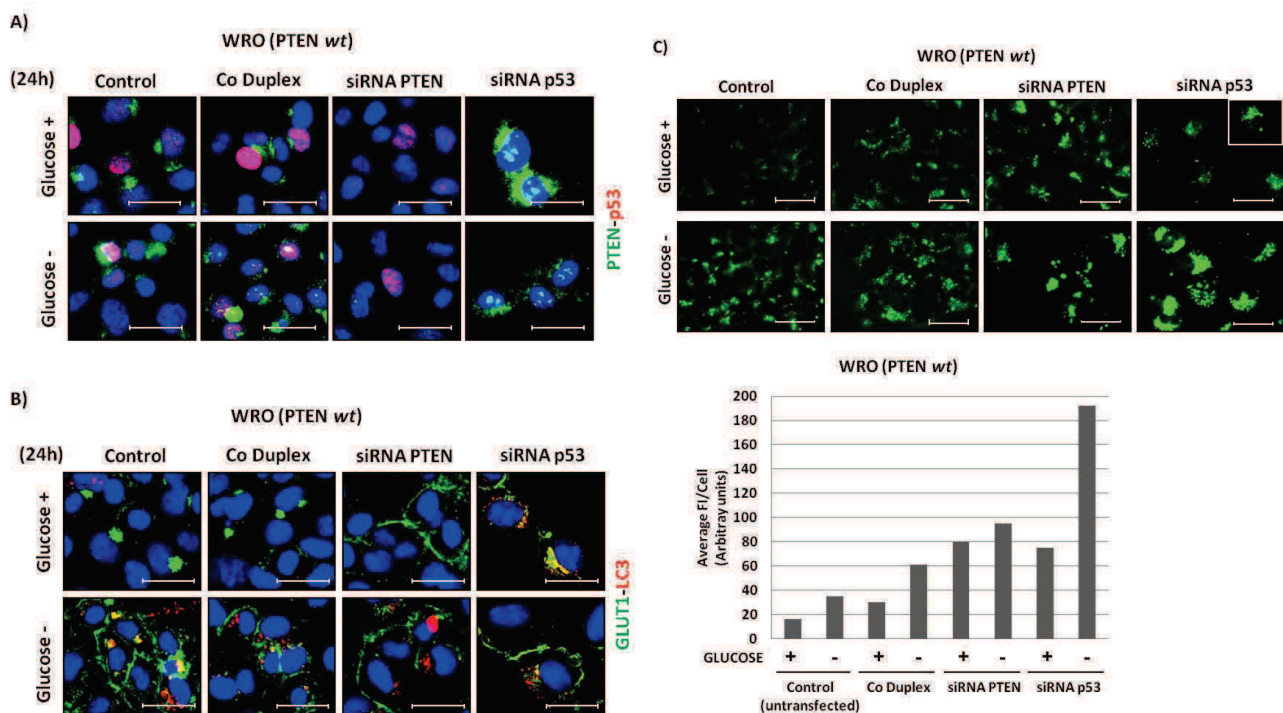 A)
WRO (PTEN wt)
(24h) Control Co Duplex siRNA PTEN siRNA p53
Glucose +
Glucose -
PTEN-p53
B)
WRO (PTEN wt)
(24h) Control Co Duplex siRNA PTEN siRNA p53
Glucose +
Glucose -
GLUT1-LC3
C)
WRO (PTEN wt)
Control Co Duplex siRNA PTEN siRNA p53
Glucose +
Glucose -
WRO (PTEN wt)
Average FI/Cell
(Arbitray units)
200
180
160
140
120
100
80
60
40
20
0
GLUCOSE + - + - + - + -
Control Co Duplex siRNA PTEN siRNA p53
(untransfected)